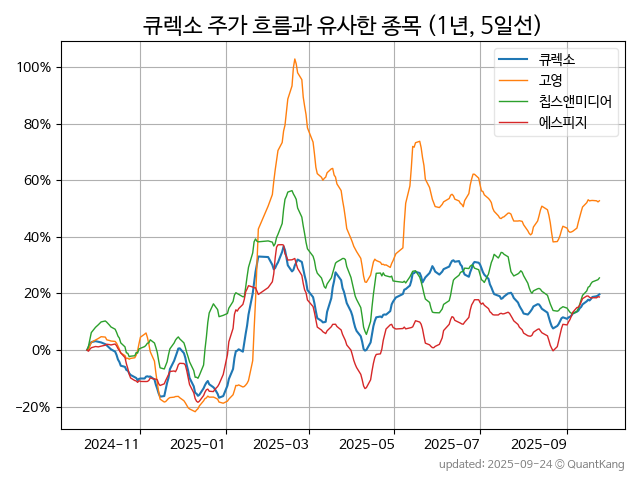 큐렉소 주가 흐름과 유사한 종목 (1년, 5일선)
큐렉소
고영
칩스앤미디어
에스피지
100%
80%
60%
40%
20%
0%
−20%
2024-11
2025-01
2025-03
2025-05
2025-07
2025-09
updated: 2025-09-24 © QuantKang